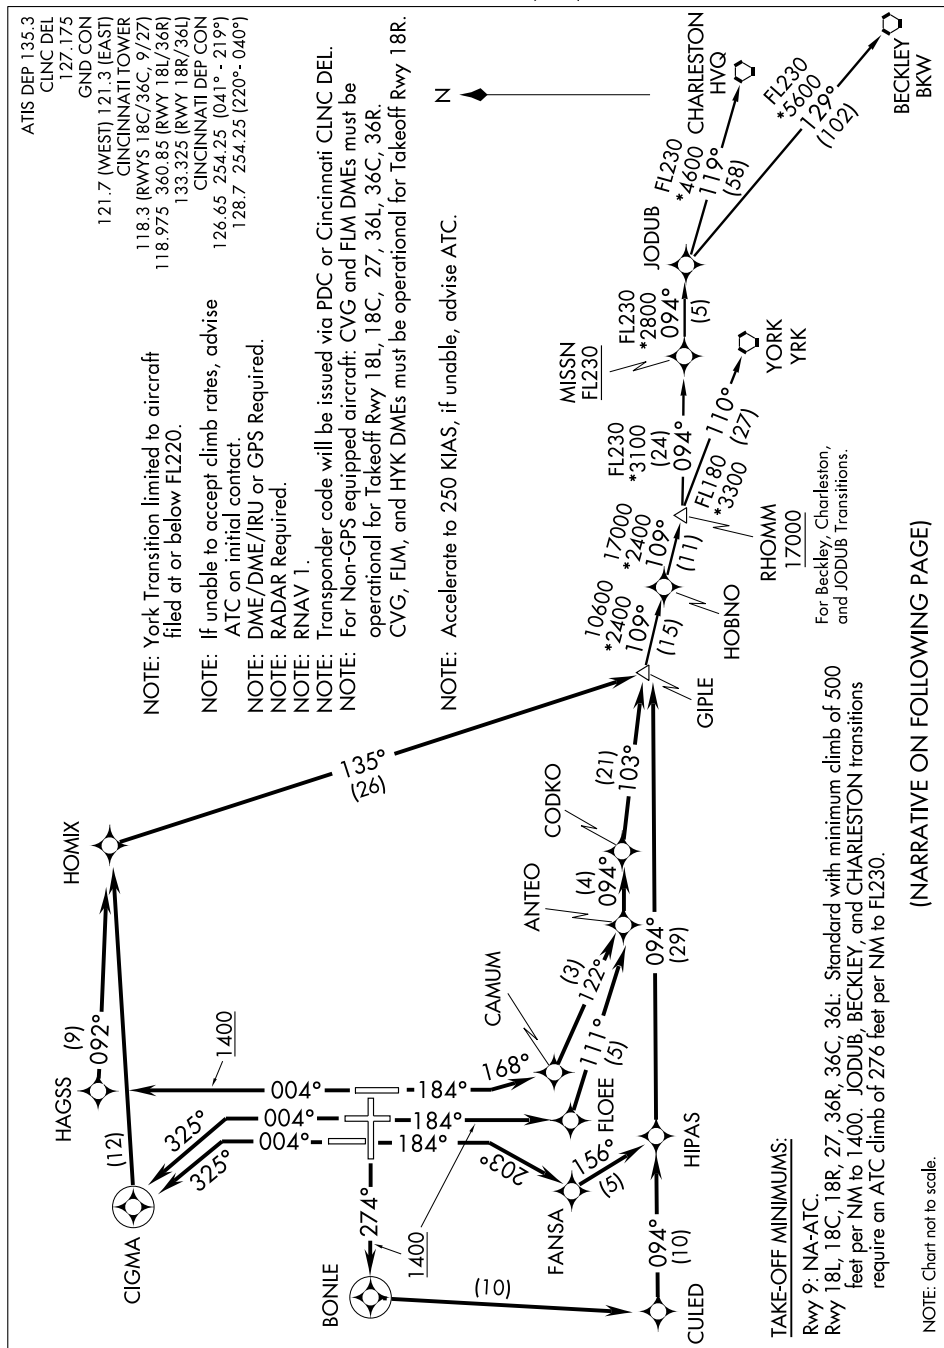 ATIS DEP 135.3
CLNC DEL
127.175
GND CON
121.7 (WEST) 121.3 (EAST)
CINCINNATI TOWER
118.3 (RWYS 18C/36C, 9/27)
118.975 360.85 (RWY 18L/36R)
133.325 (RWY 18R/36L)
CINCINNATI DEP CON
126.65 254.25 (041°- 219°)
128.7 254.25 (220°- 040°)
NOTE: York Transition limited to aircraft
filed at or below FL220.
NOTE: If unable to accept climb rates, advise
ATC on initial contact.
NOTE: DME/DME/IRU or GPS Required.
NOTE: RADAR Required.
NOTE: RNAV 1.
NOTE: Transponder code will be issued via PDC or Cincinnati CLNC DEL.
NOTE: For Non-GPS equipped aircraft: CVG and FLM DMEs must be
operational for Takeoff Rwy 18L, 18C, 27, 36L, 36C, 36R.
CVG, FLM, and HYK DMEs must be operational for Takeoff Rwy 18R.
NOTE: Accelerate to 250 KIAS, if unable, advise ATC.
N
HAGSS
(9)
092°
HOMIX
(12)
CIGMA
325°
325°
004°
004°
004°
1400
135°
(26)
184°
184°
184°
168°
203°
274°
1400
BONLE
(10)
CULED
094°
(10)
FANSA
156°
(5)
HIPAS
094°
(29)
FLOEE
111°
(5)
CAMUM
(3)
122°
ANTEO
(4)
094°
CODKO
(21)
103°
GIPLE
10600
*2400
109°
(15)
HOBNO
17000
*2400
109°
(11)
RHOMM
17000
For Beckley, Charleston,
and JODUB Transitions.
FL180
*3300
110°
(27)
YORK
YRK
FL230
*3100
(24)
094°
MISSN
FL230
FL230
*2800
094°
(5)
JODUB
FL230
*4600
119°
(58)
CHARLESTON
HVQ
FL230
*5600
129°
(102)
BECKLEY
BKW
TAKE-OFF MINIMUMS:
Rwy 9: NA-ATC.
Rwy 18L, 18C, 18R, 27, 36R, 36C, 36L: Standard with minimum climb of 500
feet per NM to 1400. JODUB, BECKLEY, and CHARLESTON transitions
require an ATC climb of 276 feet per NM to FL230.
(NARRATIVE ON FOLLOWING PAGE)
NOTE: Chart not to scale.